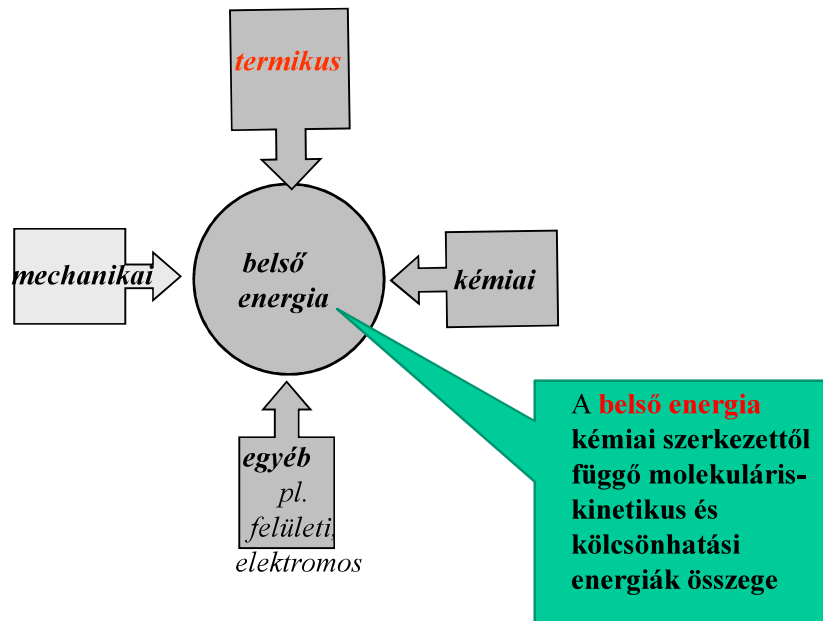 termikus
mechanikai
belső
energia
kémiai
egyéb
pl.
felületi,
elektromos
A belső energia
kémiai szerkezettől
függő molekuláris-
kinetikus és
kölcsönhatási
energiák összege